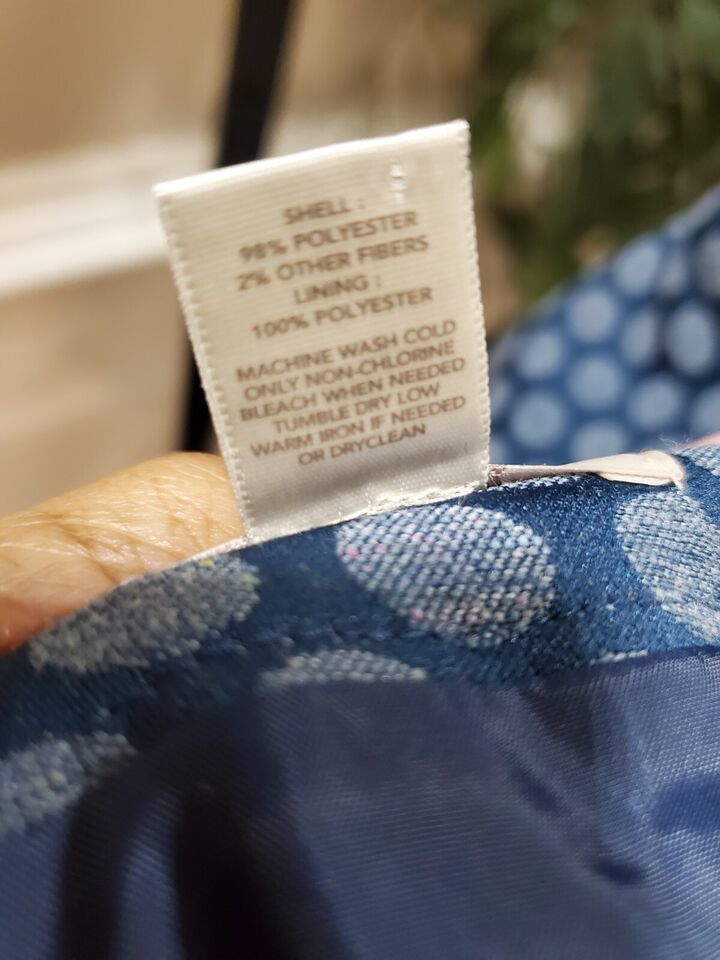 SHELL :
98% POLYESTER
2% OTHER FIBERS
LINING :
100% POLYESTER
MACHINE WASH COLD
ONLY NON-CHLORINE
BLEACH WHEN NEEDED
TUMBLE DRY LOW
WARM IRON IF NEEDED
OR DRYCLEAN